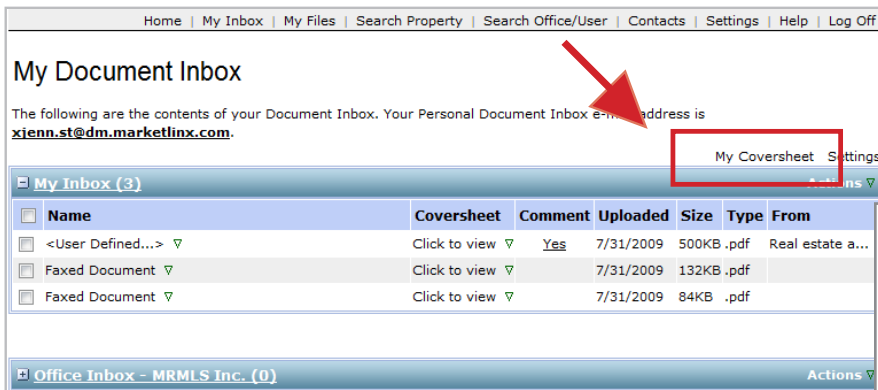 Home | My Inbox | My Files | Search Property | Search Office/User | Contacts | Settings | Help | Log Off
My Document Inbox
The following are the contents of your Document Inbox. Your Personal Document Inbox address is
xjenn.st@dm.marketlinx.com.
My Coversheet Settings
My Inbox (3)
Name Coversheet Comment Uploaded Size Type From
<User Defined...> Click to view Yes 7/31/2009 500KB .pdf Real estate a...
Faxed Document Click to view 7/31/2009 132KB .pdf
Faxed Document Click to view 7/31/2009 84KB .pdf
Office Inbox - MRMLS Inc. (0) Actions